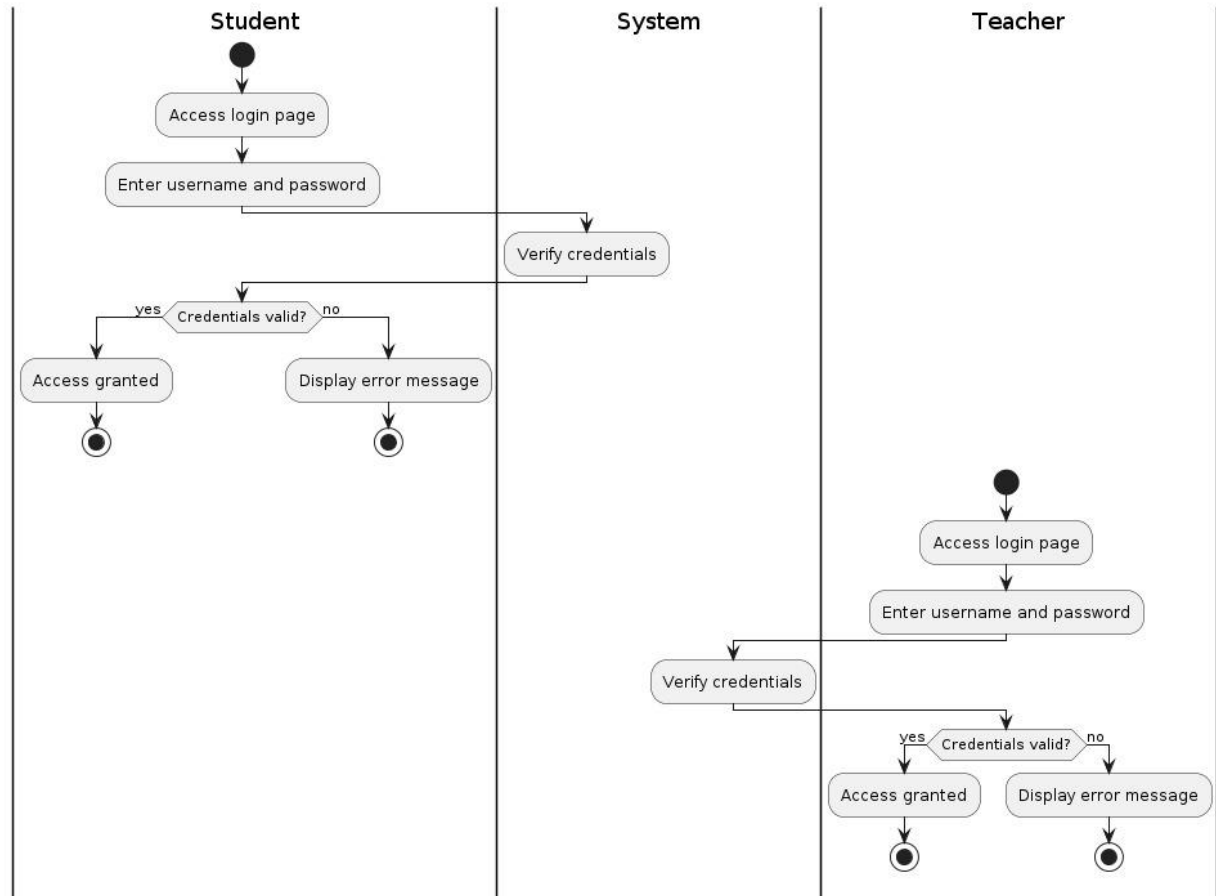 Student
System
Teacher
Access login page
Enter username and password
Verify credentials
yes
Credentials valid?
no
Access granted
Display error message
Access login page
Enter username and password
Verify credentials
yes
Credentials valid?
no
Access granted
Display error message